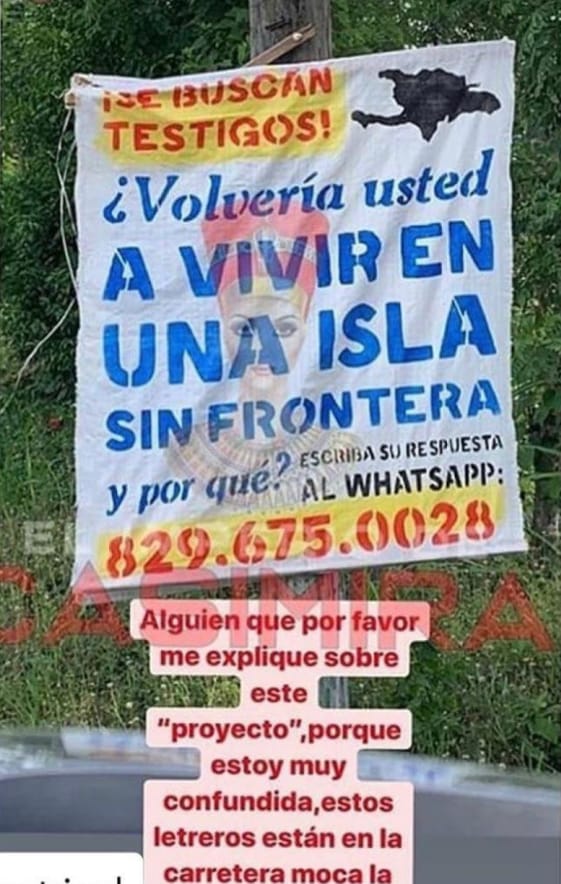 ¡SE BUSCAN
TESTIGOS!
¿Volvería usted
A VIVIR EN
UNA ISLA
SIN FRONTERA
y por qué? ESCRIBA SU RESPUESTA
AL WHATSAPP:
829.675.0028
CASIMIRA
Alguien que por favor
me explique sobre
este
“proyecto”,porque
estoy muy
confundida,estos
letreros están en la
carretera moca la